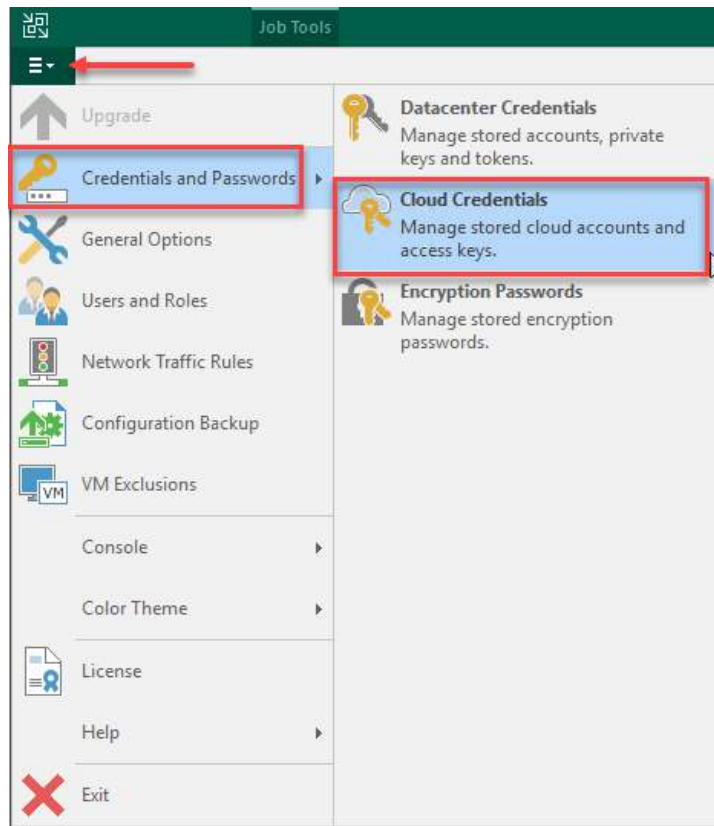 Job Tools
Upgrade
Credentials and Passwords
General Options
Users and Roles
Network Traffic Rules
Configuration Backup
VM
VM Exclusions
Console
Color Theme
License
Help
Exit
Datacenter Credentials
Manage stored accounts, private
keys and tokens.
Cloud Credentials
Manage stored cloud accounts and
access keys.
Encryption Passwords
Manage stored encryption
passwords.